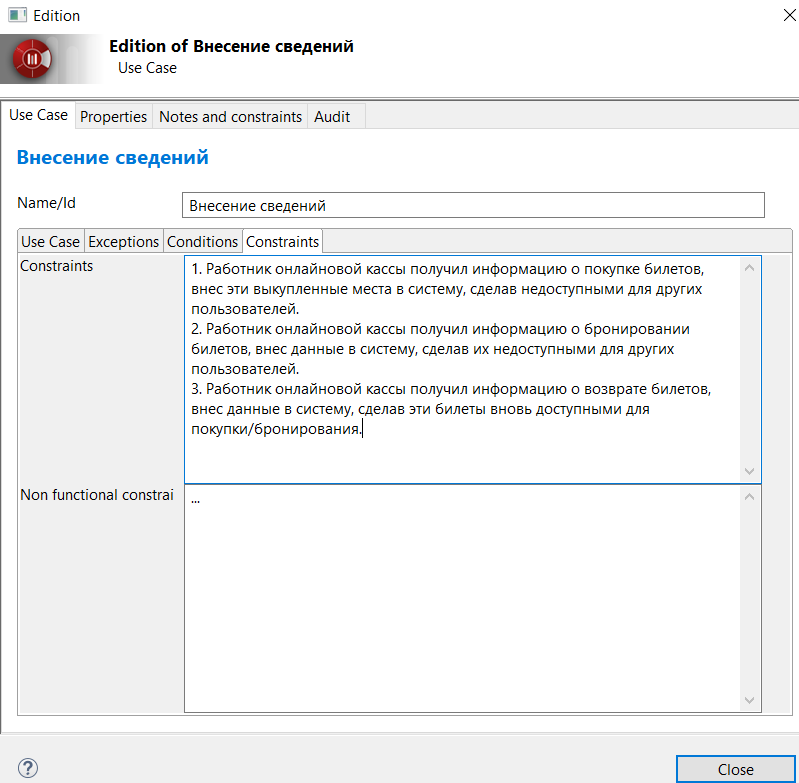 Edition
Edition of Внесение сведений
Use Case
Use Case Properties Notes and constraints Audit
Внесение сведений
Name/Id Внесение сведений
Use Case Exceptions Conditions Constraints
Constraints
1. Работник онлайновой кассы получил информацию о покупке билетов,
внес эти выкупленные места в систему, сделав недоступными для других
пользователей.
2. Работник онлайновой кассы получил информацию о бронировании
билетов, внес данные в систему, сделав их недоступными для других
пользователей.
3. Работник онлайновой кассы получил информацию о возврате билетов,
внес данные в систему, сделав эти билеты вновь доступными для
покупки/бронирования.
Non functional constrai ...
?
Close